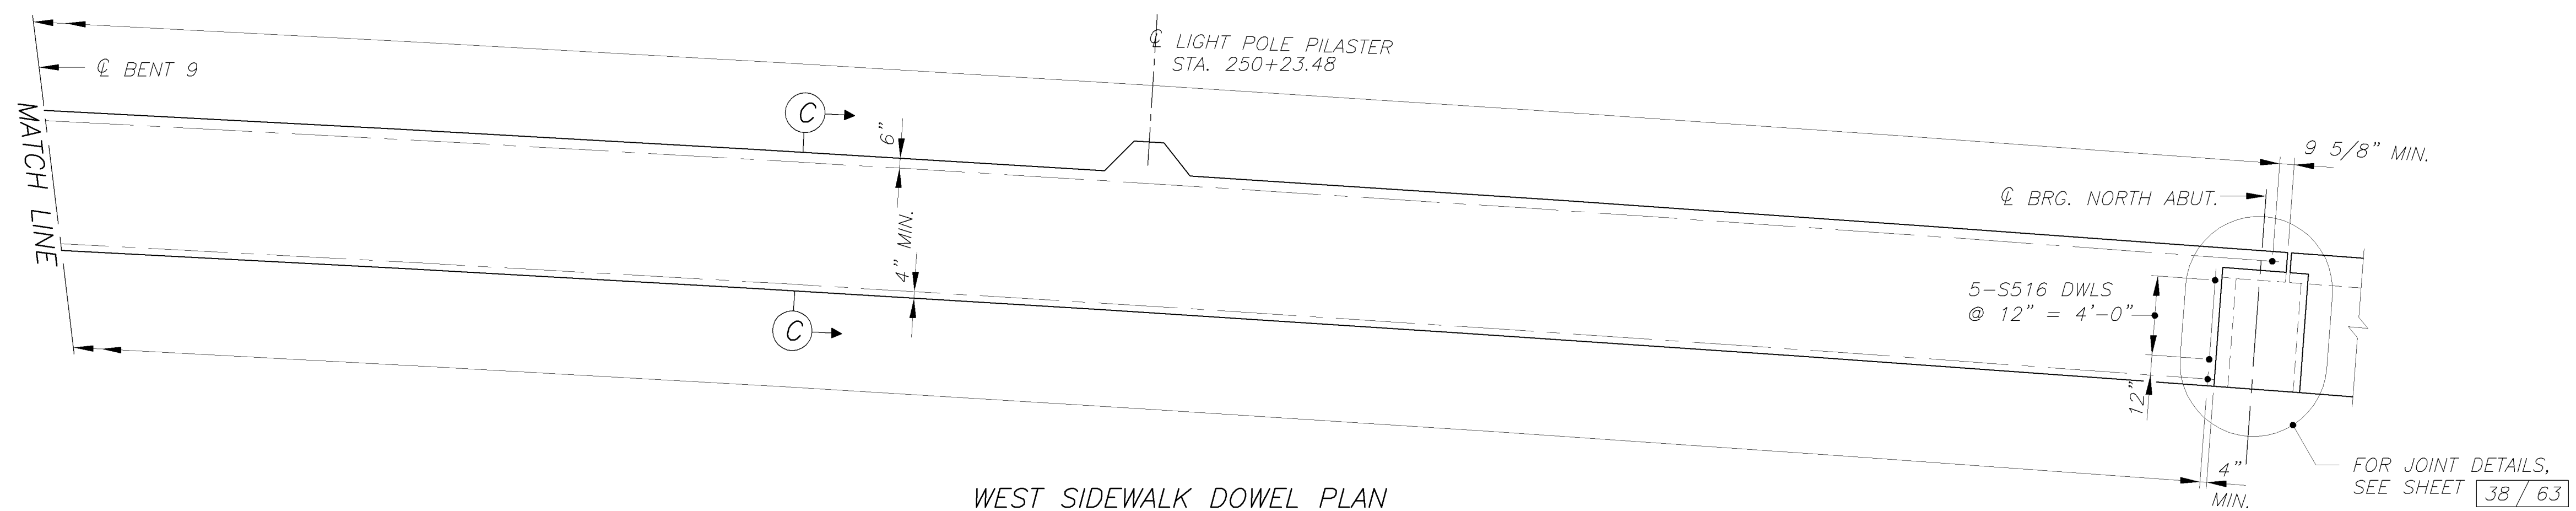 ℄ LIGHT POLE PILASTER
STA. 250+23.48
℄ BENT 9
MATCH LINE
C
6"
4" MIN.
C
9 5/8" MIN.
℄ BRG. NORTH ABUT.
5-S516 DWLS
@ 12" = 4'-0"
12"
4"
MIN.
FOR JOINT DETAILS,
SEE SHEET 38 / 63
WEST SIDEWALK DOWEL PLAN